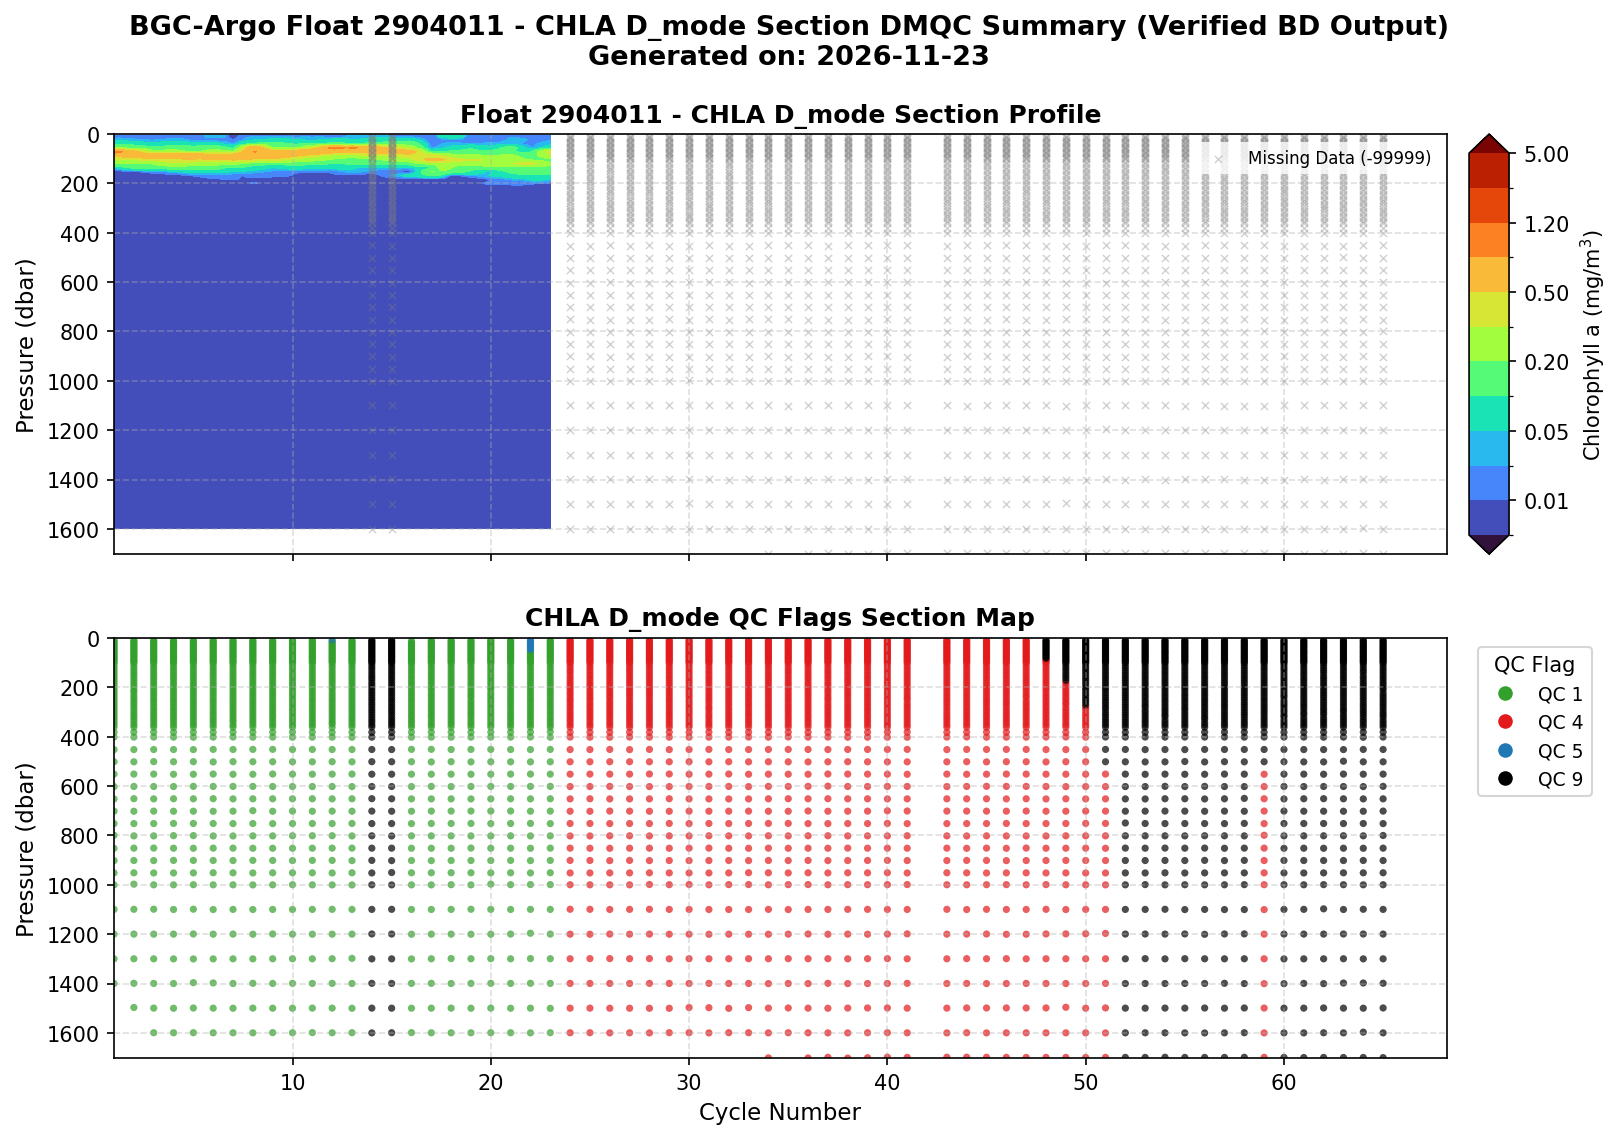 BGC-Argo Float 2904011 - CHLA D_mode Section DMQC Summary (Verified BD Output)
Generated on: 2026-11-23
Float 2904011 - CHLA D_mode Section Profile
Pressure (dbar)
0
200
400
600
800
1000
1200
1400
1600
Missing Data (-99999)
5.00
1.20
0.50
0.20
0.05
0.01
Chlorophyll a (mg/m³)
CHLA D_mode QC Flags Section Map
Pressure (dbar)
0
200
400
600
800
1000
1200
1400
1600
10 20 30 40 50 60
Cycle Number
QC Flag
QC 1
QC 4
QC 5
QC 9